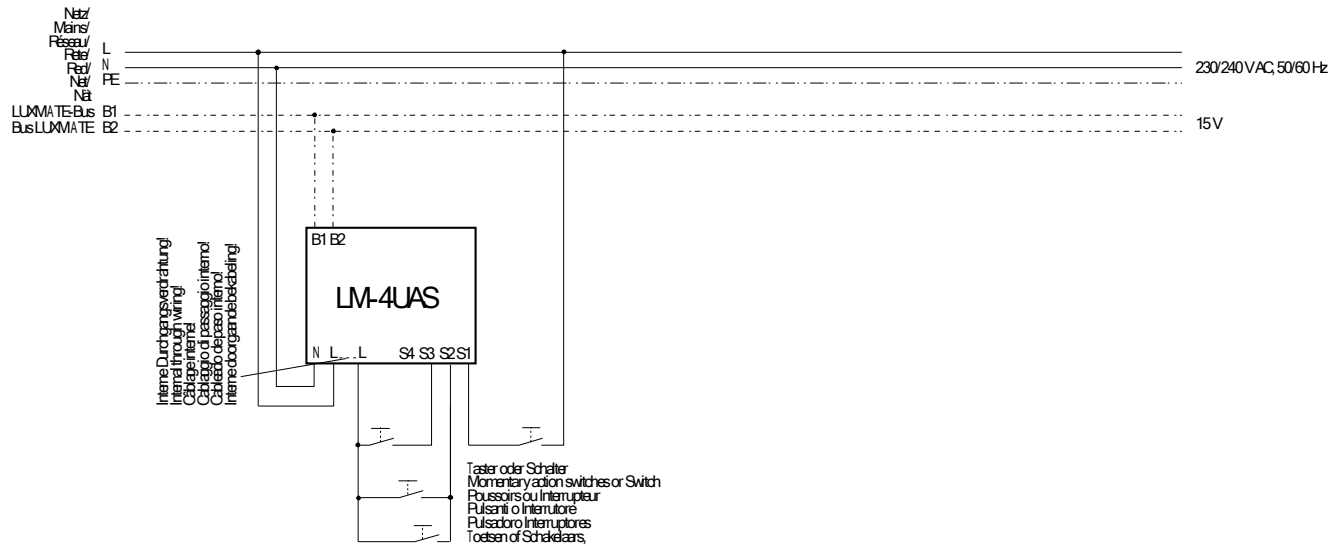 Netz/
Mains/
Réseau/
Rete/
Red/
Net/
Nät
L
N
PE
230/240 V AC, 50/60 Hz
LUXMATE-Bus B1
Bus LUXMATE B2
15 V
B1 B2
LM-4UAS
N L L S4 S3 S2 S1
Interne Durchgangsverdrahtung!
Internal through wiring!
Câblage interne!
Cablaggio di passaggio interno!
Cableado de paso interno!
Interne doorgaande bekabeling!
Taster oder Schalter
Momentary action switches or Switch
Poussoirs ou Interrupteur
Pulsanti o Interrutore
Pulsadoro Interruptores
Toetsen of Schakelaars,